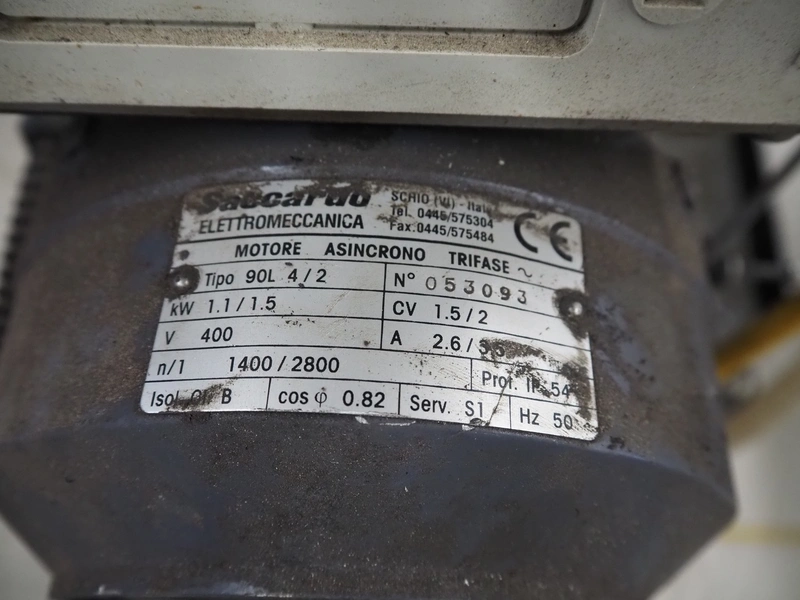 Saccardo
ELETTROMECCANICA
SCHIO (VI) - Italy
Tel. 0445/575304
Fax.0445/575484
CE
MOTORE ASINCRONO TRIFASE ~
Tipo 90L 4/2
N° 053093
kW 1.1/1.5
CV 1.5/2
V 400
A 2.6/3.5
n/1 1400/2800
Prot. IP 54
Isol. Cl. B
cos φ 0.82
Serv. S1
Hz 50